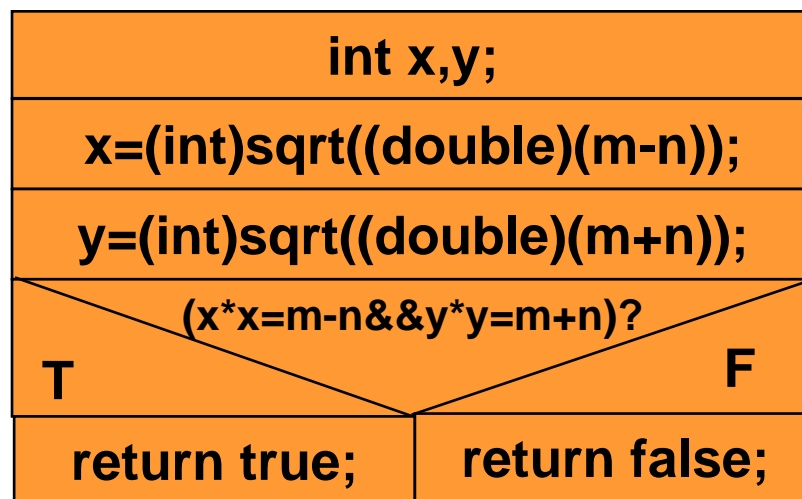 int x,y;
x=(int)sqrt((double)(m-n));
y=(int)sqrt((double)(m+n));
(x*x=m-n&&y*y=m+n)?
T
F
return true;
return false;